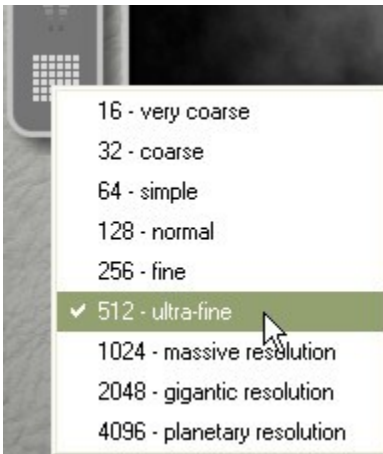 16 - very coarse
32 - coarse
64 - simple
128 - normal
256 - fine
512 - ultra-fine
1024 - massive resolution
2048 - gigantic resolution
4096 - planetary resolution